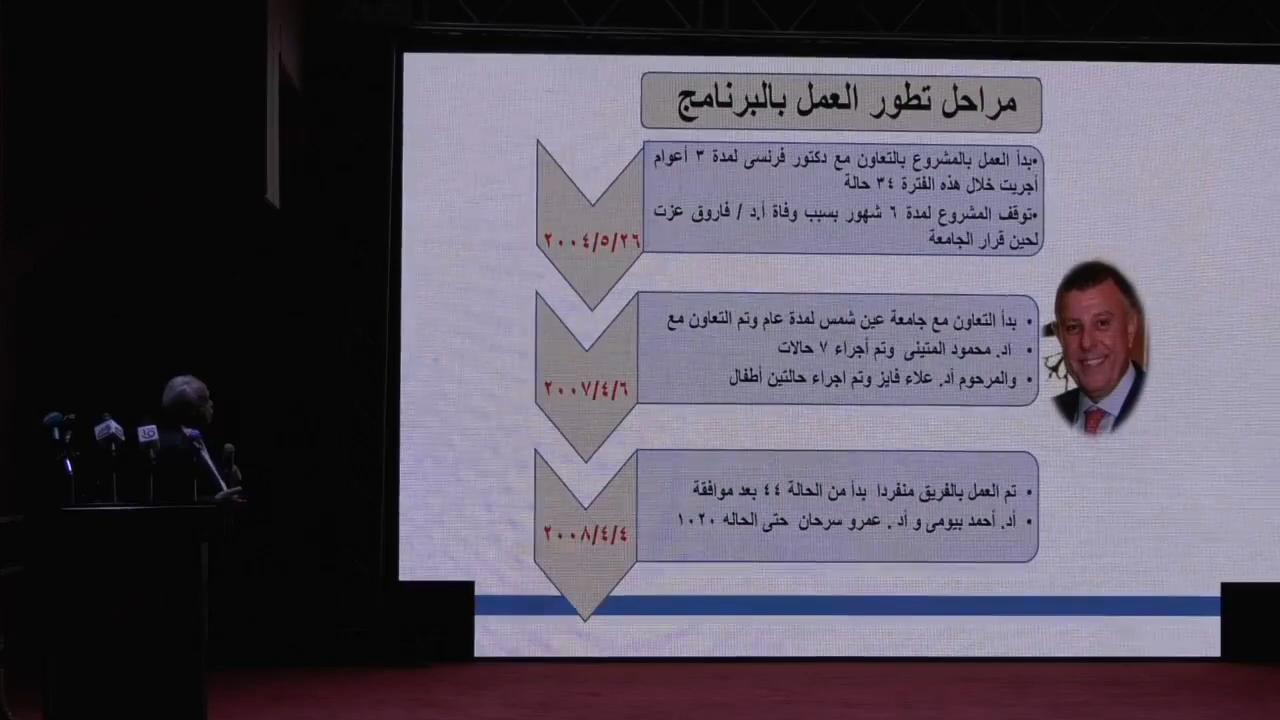 مراحل تطور العمل بالبرنامج
•بدأ العمل بالمشروع بالتعاون مع دكتور فرنسى لمدة ٣ أعوام
أجريت خلال هذه الفترة ٣٤ حالة
•توقف المشروع لمدة ٦ شهور بسبب وفاة أ.د / فاروق عزت
لحين قرار الجامعة
٢٠٠٤/٥/٢٦
• بدأ التعاون مع جامعة عين شمس لمدة عام وتم التعاون مع
• اد. محمود المتينى وتم أجراء ٧ حالات
• والمرحوم أد. علاء فايز وتم اجراء حالتين أطفال
٢٠٠٧/٤/٦
• تم العمل بالفريق منفردا بدأ من الحالة ٤٤ بعد موافقة
• أد. أحمد بيومى و أد . عمرو سرحان حتى الحاله ١٠٢٠
٢٠٠٨/٤/٤